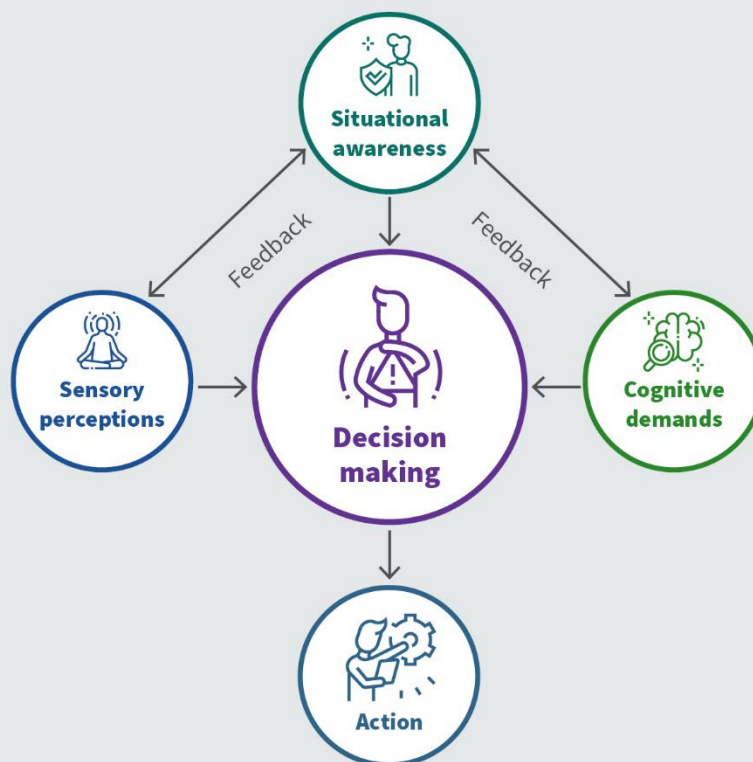 Situational
awareness
Feedback
Feedback
Sensory
perceptions
Decision
making
Cognitive
demands
Action